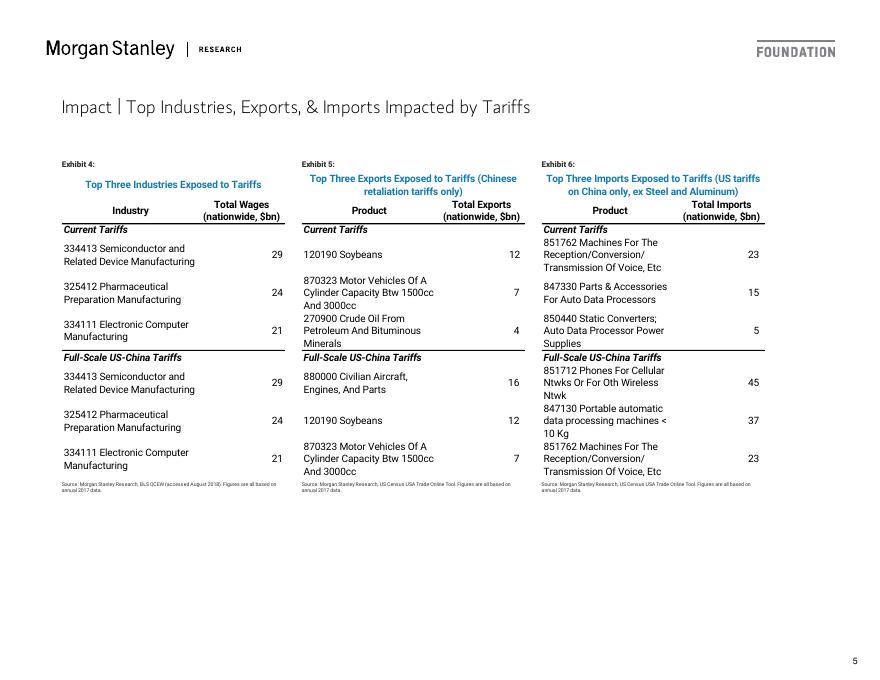 Morgan Stanley | RESEARCH
FOUNDATION
Impact | Top Industries, Exports, & Imports Impacted by Tariffs
Exhibit 4:
Top Three Industries Exposed to Tariffs
Industry
Total Wages
(nationwide, $bn)
Current Tariffs
334413 Semiconductor and
Related Device Manufacturing
29
325412 Pharmaceutical
Preparation Manufacturing
24
334111 Electronic Computer
Manufacturing
21
Full-Scale US-China Tariffs
334413 Semiconductor and
Related Device Manufacturing
29
325412 Pharmaceutical
Preparation Manufacturing
24
334111 Electronic Computer
Manufacturing
21
Source: Morgan Stanley Research, BLS QCEW (accessed August 2018). Figures are all based on
annual 2017 data.
Exhibit 5:
Top Three Exports Exposed to Tariffs (Chinese
retaliation tariffs only)
Product
Total Exports
(nationwide, $bn)
Current Tariffs
120190 Soybeans
12
870323 Motor Vehicles Of A
Cylinder Capacity Btw 1500cc
And 3000cc
7
270900 Crude Oil From
Petroleum And Bituminous
Minerals
4
Full-Scale US-China Tariffs
880000 Civilian Aircraft,
Engines, And Parts
16
120190 Soybeans
12
870323 Motor Vehicles Of A
Cylinder Capacity Btw 1500cc
And 3000cc
7
Source: Morgan Stanley Research, US Census USA Trade Online Tool. Figures are all based on
annual 2017 data.
Exhibit 6:
Top Three Imports Exposed to Tariffs (US tariffs
on China only, ex Steel and Aluminum)
Product
Total Imports
(nationwide, $bn)
Current Tariffs
851762 Machines For The
Reception/Conversion/
Transmission Of Voice, Etc
23
847330 Parts & Accessories
For Auto Data Processors
15
850440 Static Converters;
Auto Data Processor Power
Supplies
5
Full-Scale US-China Tariffs
851712 Phones For Cellular
Ntwks Or For Oth Wireless
Ntwk
45
847130 Portable automatic
data processing machines <
10 Kg
37
851762 Machines For The
Reception/Conversion/
Transmission Of Voice, Etc
23
Source: Morgan Stanley Research, US Census USA Trade Online Tool. Figures are all based on
annual 2017 data.
5